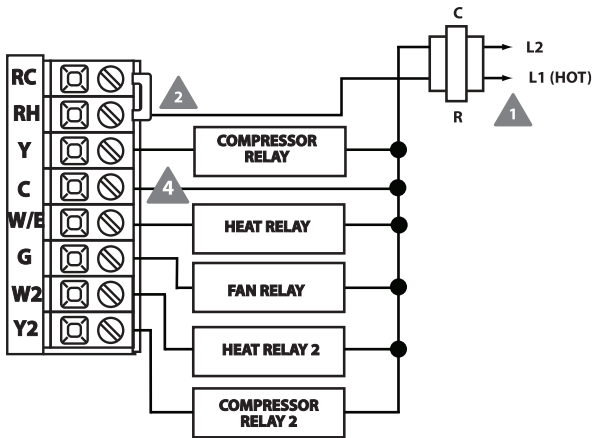 C
L2
L1 (HOT)
R
1
RC
2
RH
Y
COMPRESSOR
RELAY
C
4
W/E
HEAT RELAY
G
FAN RELAY
W2
HEAT RELAY 2
Y2
COMPRESSOR
RELAY 2